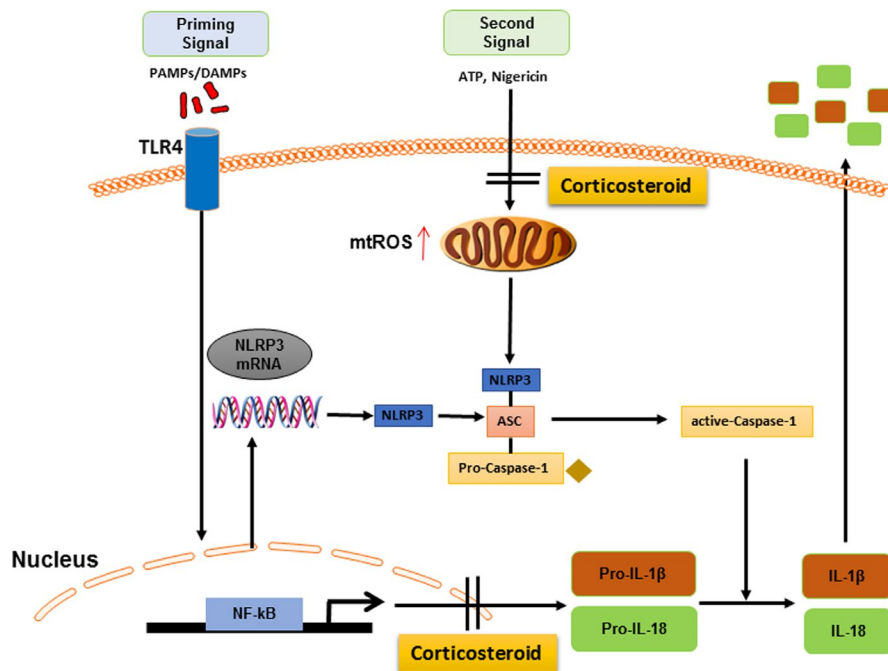 Priming
Signal
PAMPs/DAMPs
Second
Signal
ATP, Nigericin
TLR4
Corticosteroid
mtROS
NLRP3
mRNA
NLRP3
NLRP3
ASC
Pro-Caspase-1
active-Caspase-1
Nucleus
NF-kB
Corticosteroid
Pro-IL-1β
Pro-IL-18
IL-1β
IL-18